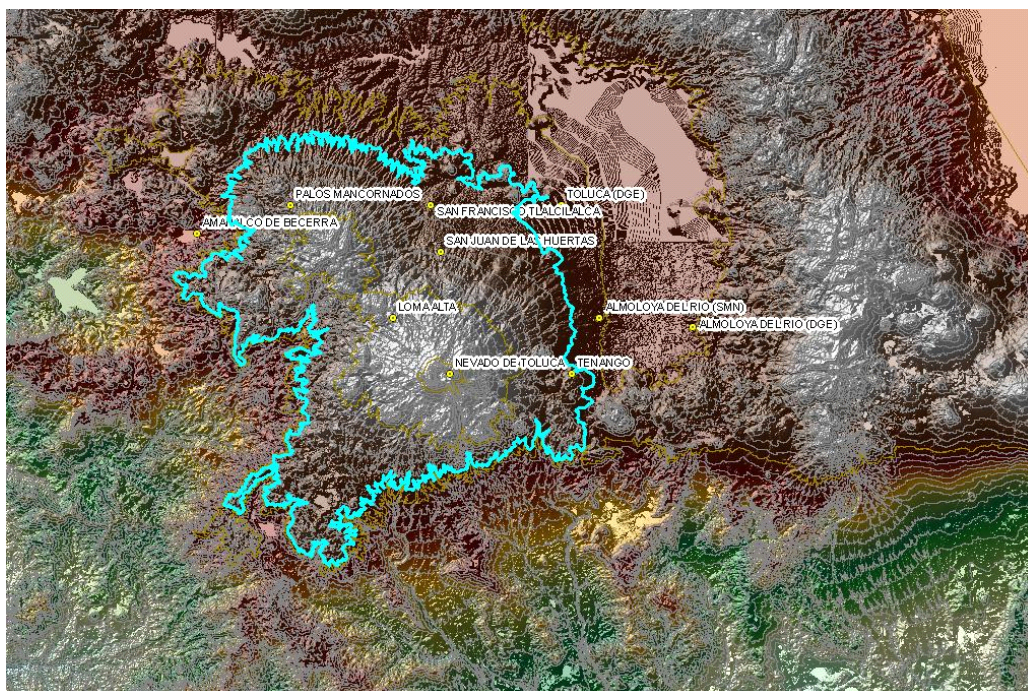 PALOS MANCORNADOS
TOLUCA (DGE)
SAN FRANCISCO TLALCILALCA
AMANALCO DE BECERRA
SAN JUAN DE LAS HUERTAS
LOMA ALTA
ALMOLOYA DEL RIO (SMN)
ALMOLOYA DEL RIO (DGE)
NEVADO DE TOLUCA
TENANGO